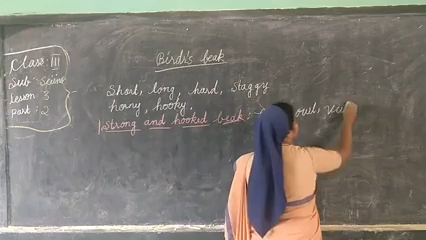 Class: III
Sub: Science
Lesson 3
Part: 2
Bird's beak
Short, long, hard, staggy
horny, hooky.
1. Strong and hooked beak :- owl,